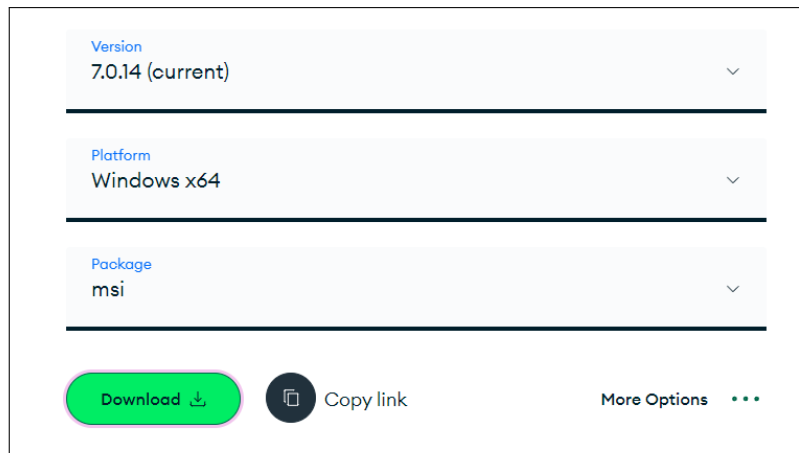 Version
7.0.14 (current)
Platform
Windows x64
Package
msi
Download
Copy link
More Options